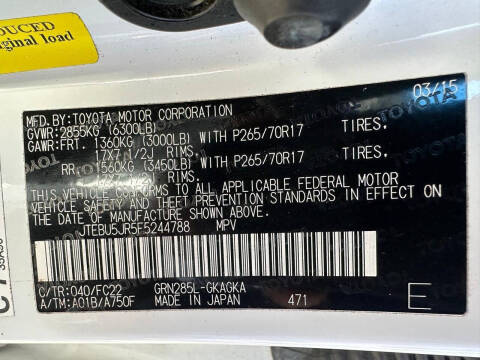 DUCED
ginal load
03/15
MFD.BY:TOYOTA MOTOR CORPORATION
GVWR:2855KG (6300LB)
GAWR:FRT. 1360KG (3000LB) WITH P265/70R17 TIRES.
17X7 1/2J RIMS.
RR. 1560KG (3450LB) WITH P265/70R17 TIRES.
RIMS.
THIS VEHICLE CONFORMS TO ALL APPLICABLE FEDERAL MOTOR
VEHICLE SAFETY AND THEFT PREVENTION STANDARDS IN EFFECT ON
THE DATE OF MANUFACTURE SHOWN ABOVE.
JTEBU5JR5F5244788 MPV
C/TR:040/FC22 GRN285L-GKAGKA
A/TM:A01B/A750F MADE IN JAPAN 471 E